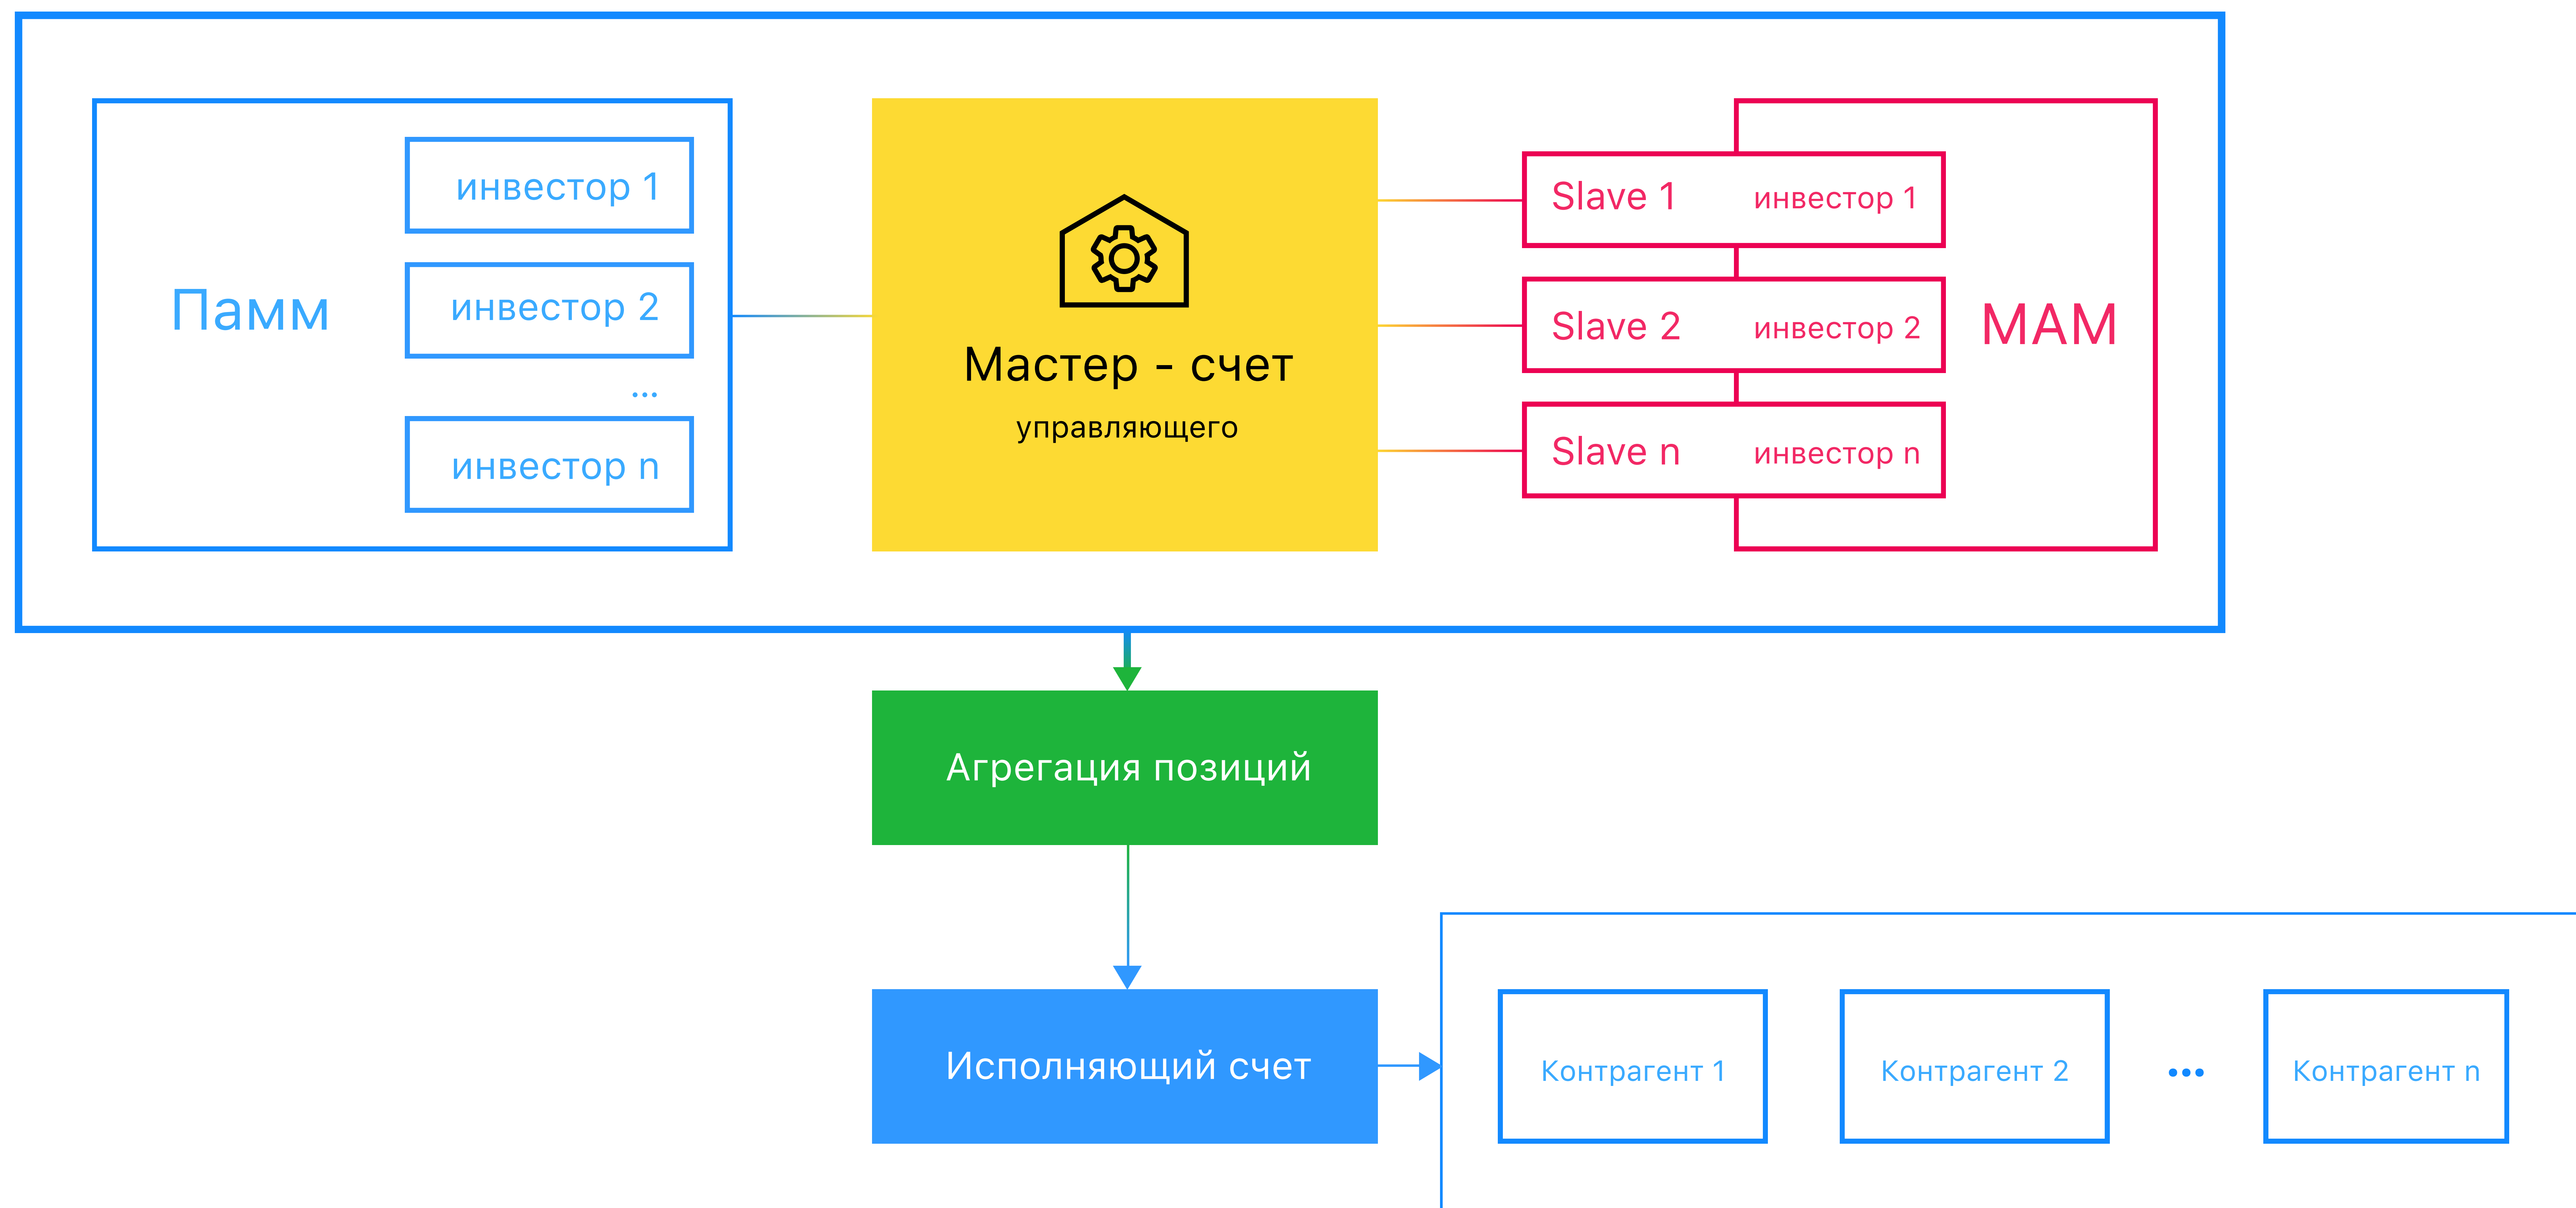 Памм
инвестор 1
инвестор 2
...
инвестор n
Мастер - счет
управляющего
Slave 1 инвестор 1
Slave 2 инвестор 2
Slave n инвестор n
МАМ
Агрегация позиций
Исполняющий счет
Контрагент 1
Контрагент 2
...
Контрагент n